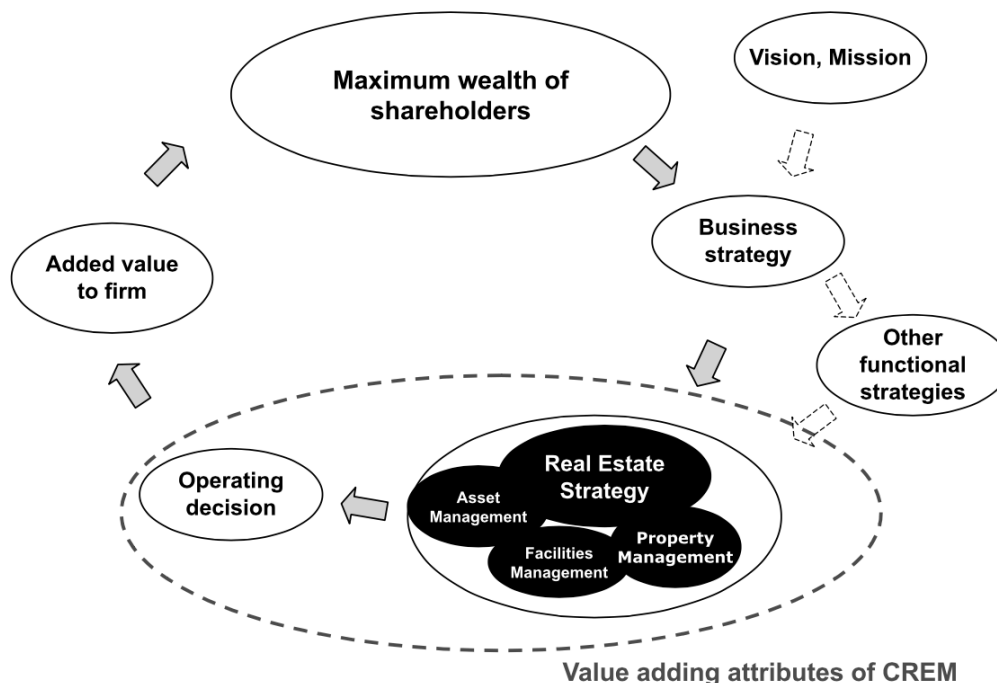 Maximum wealth of
shareholders
Vision, Mission
Business
strategy
Added value
to firm
Other
functional
strategies
Operating
decision
Real Estate
Strategy
Asset
Management
Property
Management
Facilities
Management
Value adding attributes of CREM